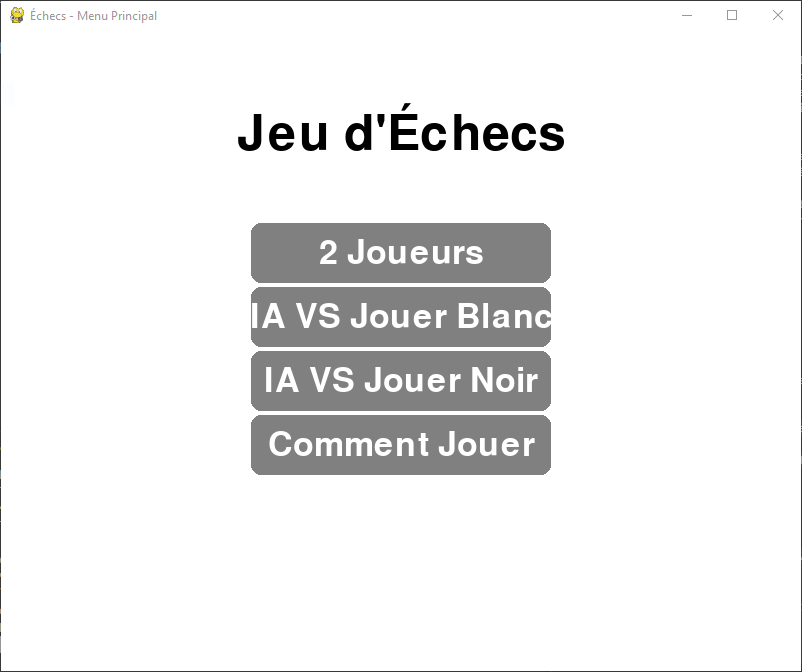 Échecs - Menu Principal
Jeu d'Échecs
2 Joueurs
IA VS Jouer Blanc
IA VS Jouer Noir
Comment Jouer